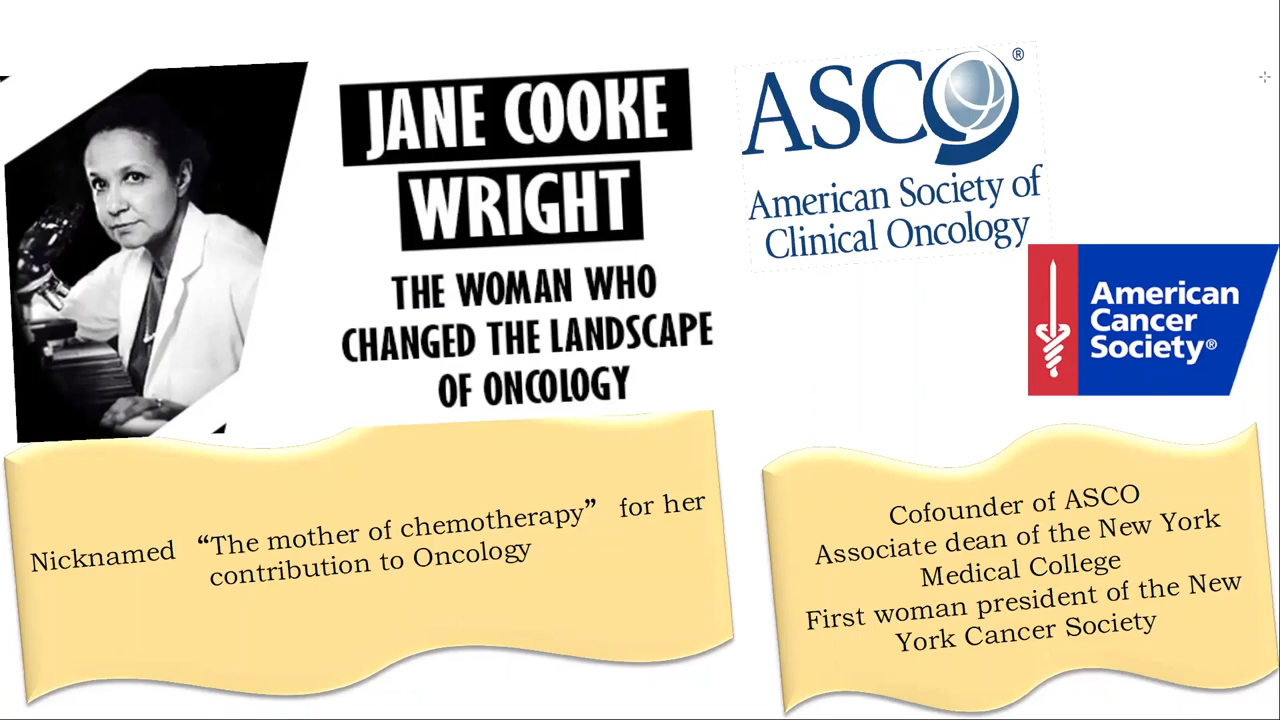 JANE COOKE
WRIGHT
THE WOMAN WHO
CHANGED THE LANDSCAPE
OF ONCOLOGY
ASCO®
American Society of
Clinical Oncology
American
Cancer
Society®
Nicknamed “The mother of chemotherapy” for her
contribution to Oncology
Cofounder of ASCO
Associate dean of the New York
Medical College
First woman president of the New
York Cancer Society